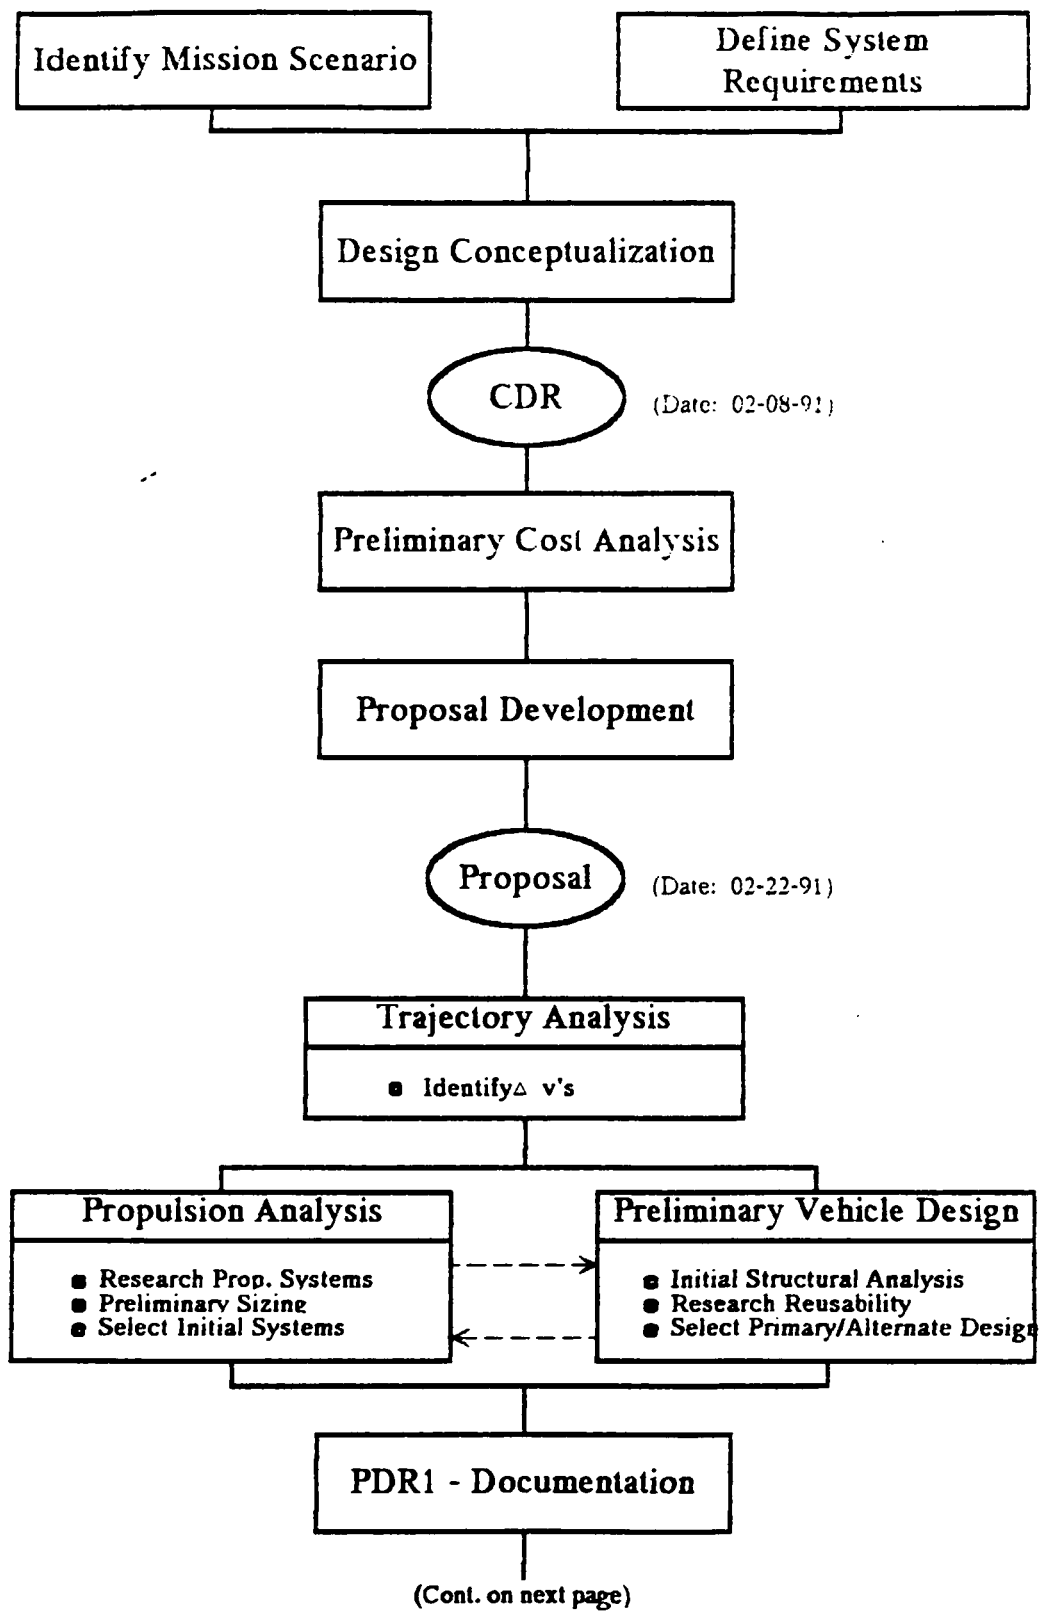 Identify Mission Scenario
Define System
Requirements
Design Conceptualization
CDR
(Date: 02-08-91)
Preliminary Cost Analysis
Proposal Development
Proposal
(Date: 02-22-91)
Trajectory Analysis
Identify△ v's
Propulsion Analysis
Research Prop. Systems
Preliminary Sizing
Select Initial Systems
Preliminary Vehicle Design
Initial Structural Analysis
Research Reusability
Select Primary/Alternate Design
PDR1 - Documentation
(Cont. on next page)